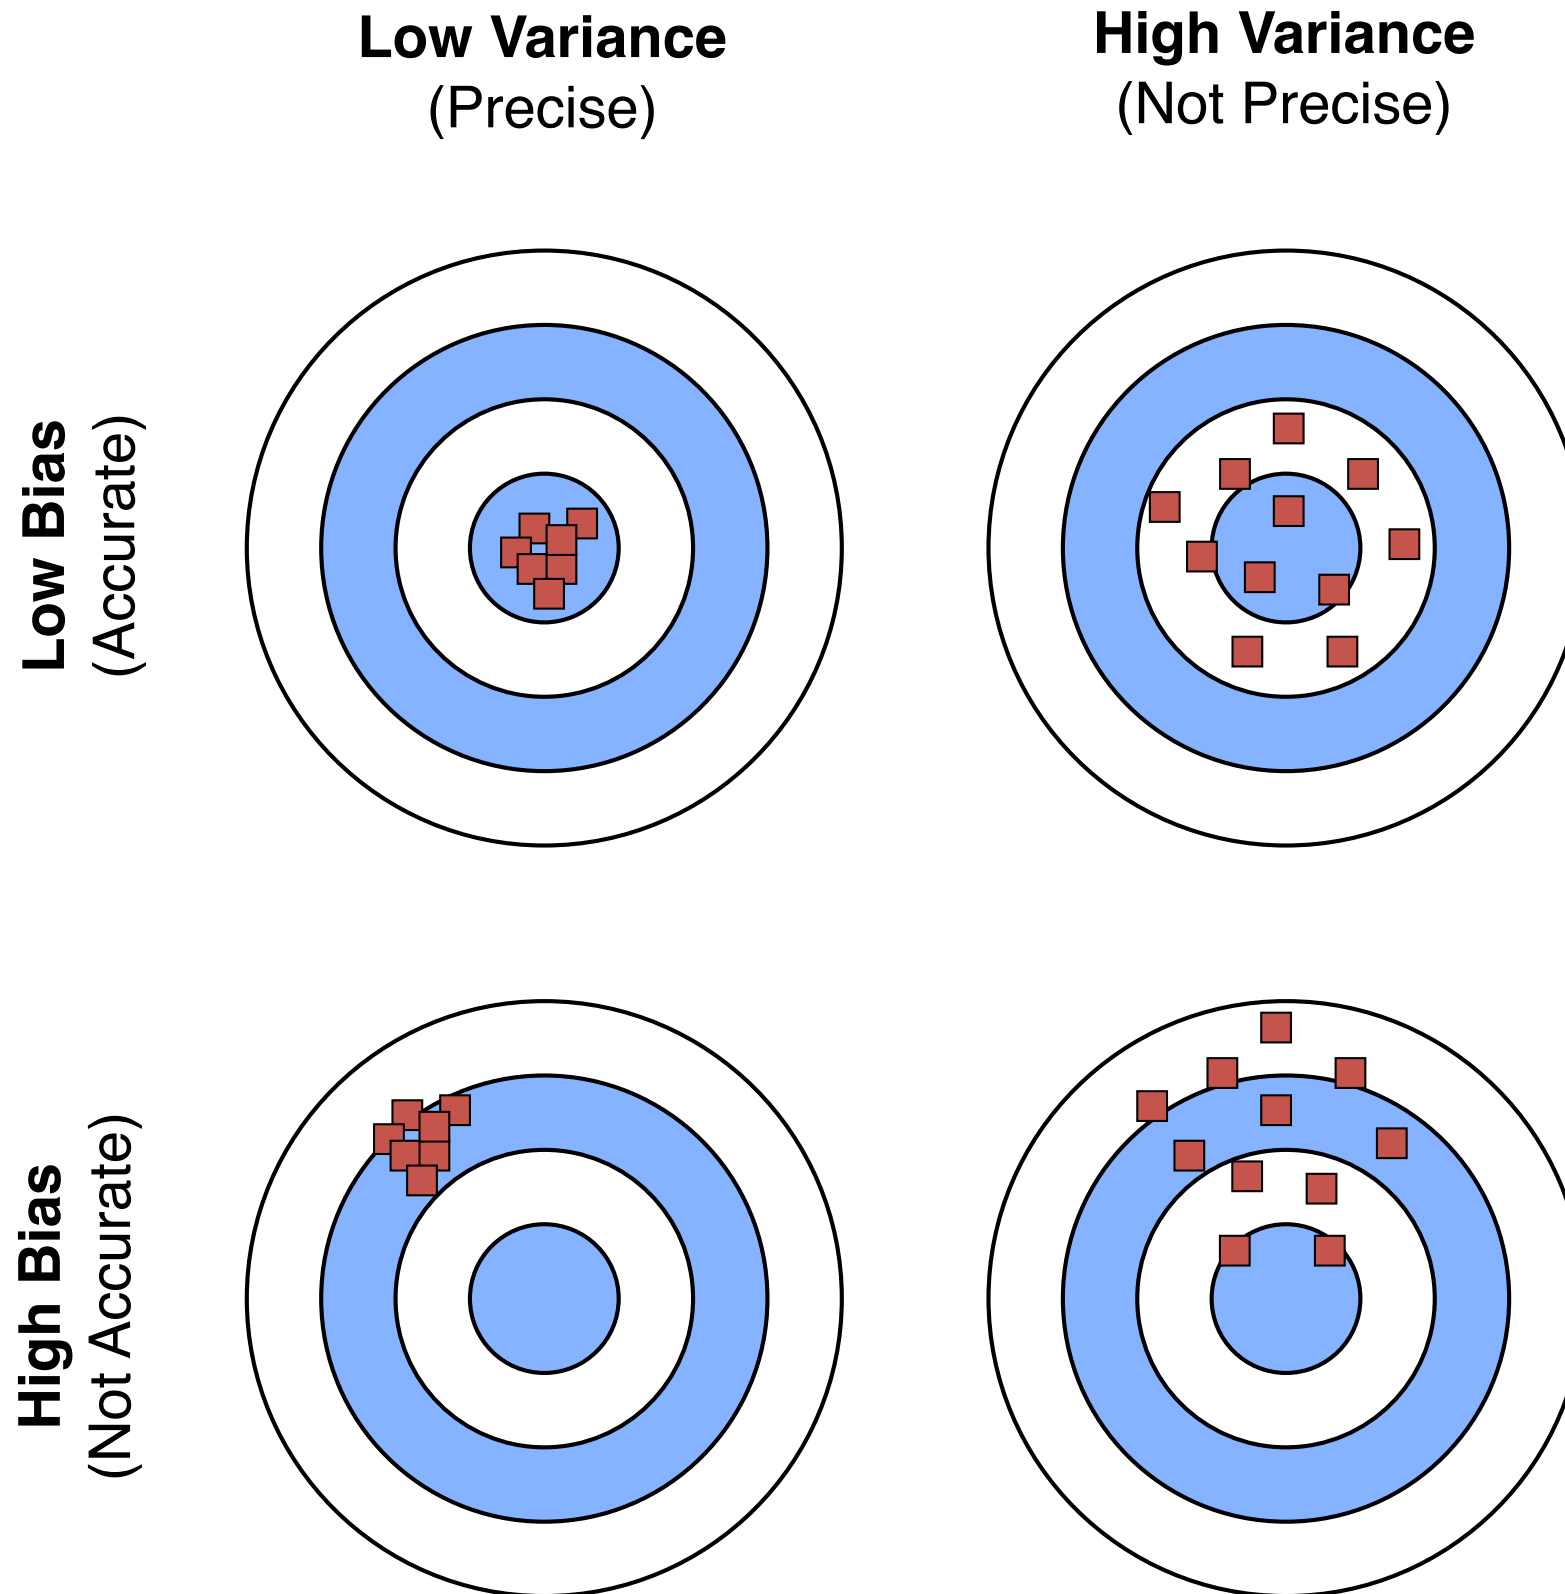 Low Variance
(Precise)
High Variance
(Not Precise)
Low Bias
(Accurate)
High Bias
(Not Accurate)